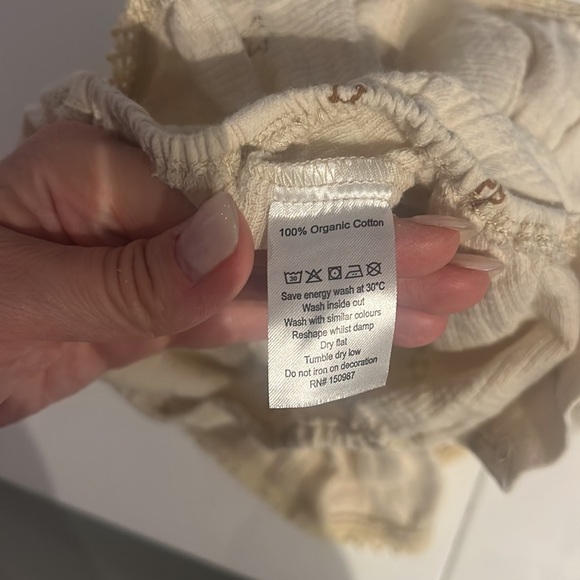 100% Organic Cotton
30
Save energy wash at 30°C
Wash inside out
Wash with similar colours
Reshape whilst damp
Dry flat
Tumble dry low
Do not iron on decoration
RN# 150987